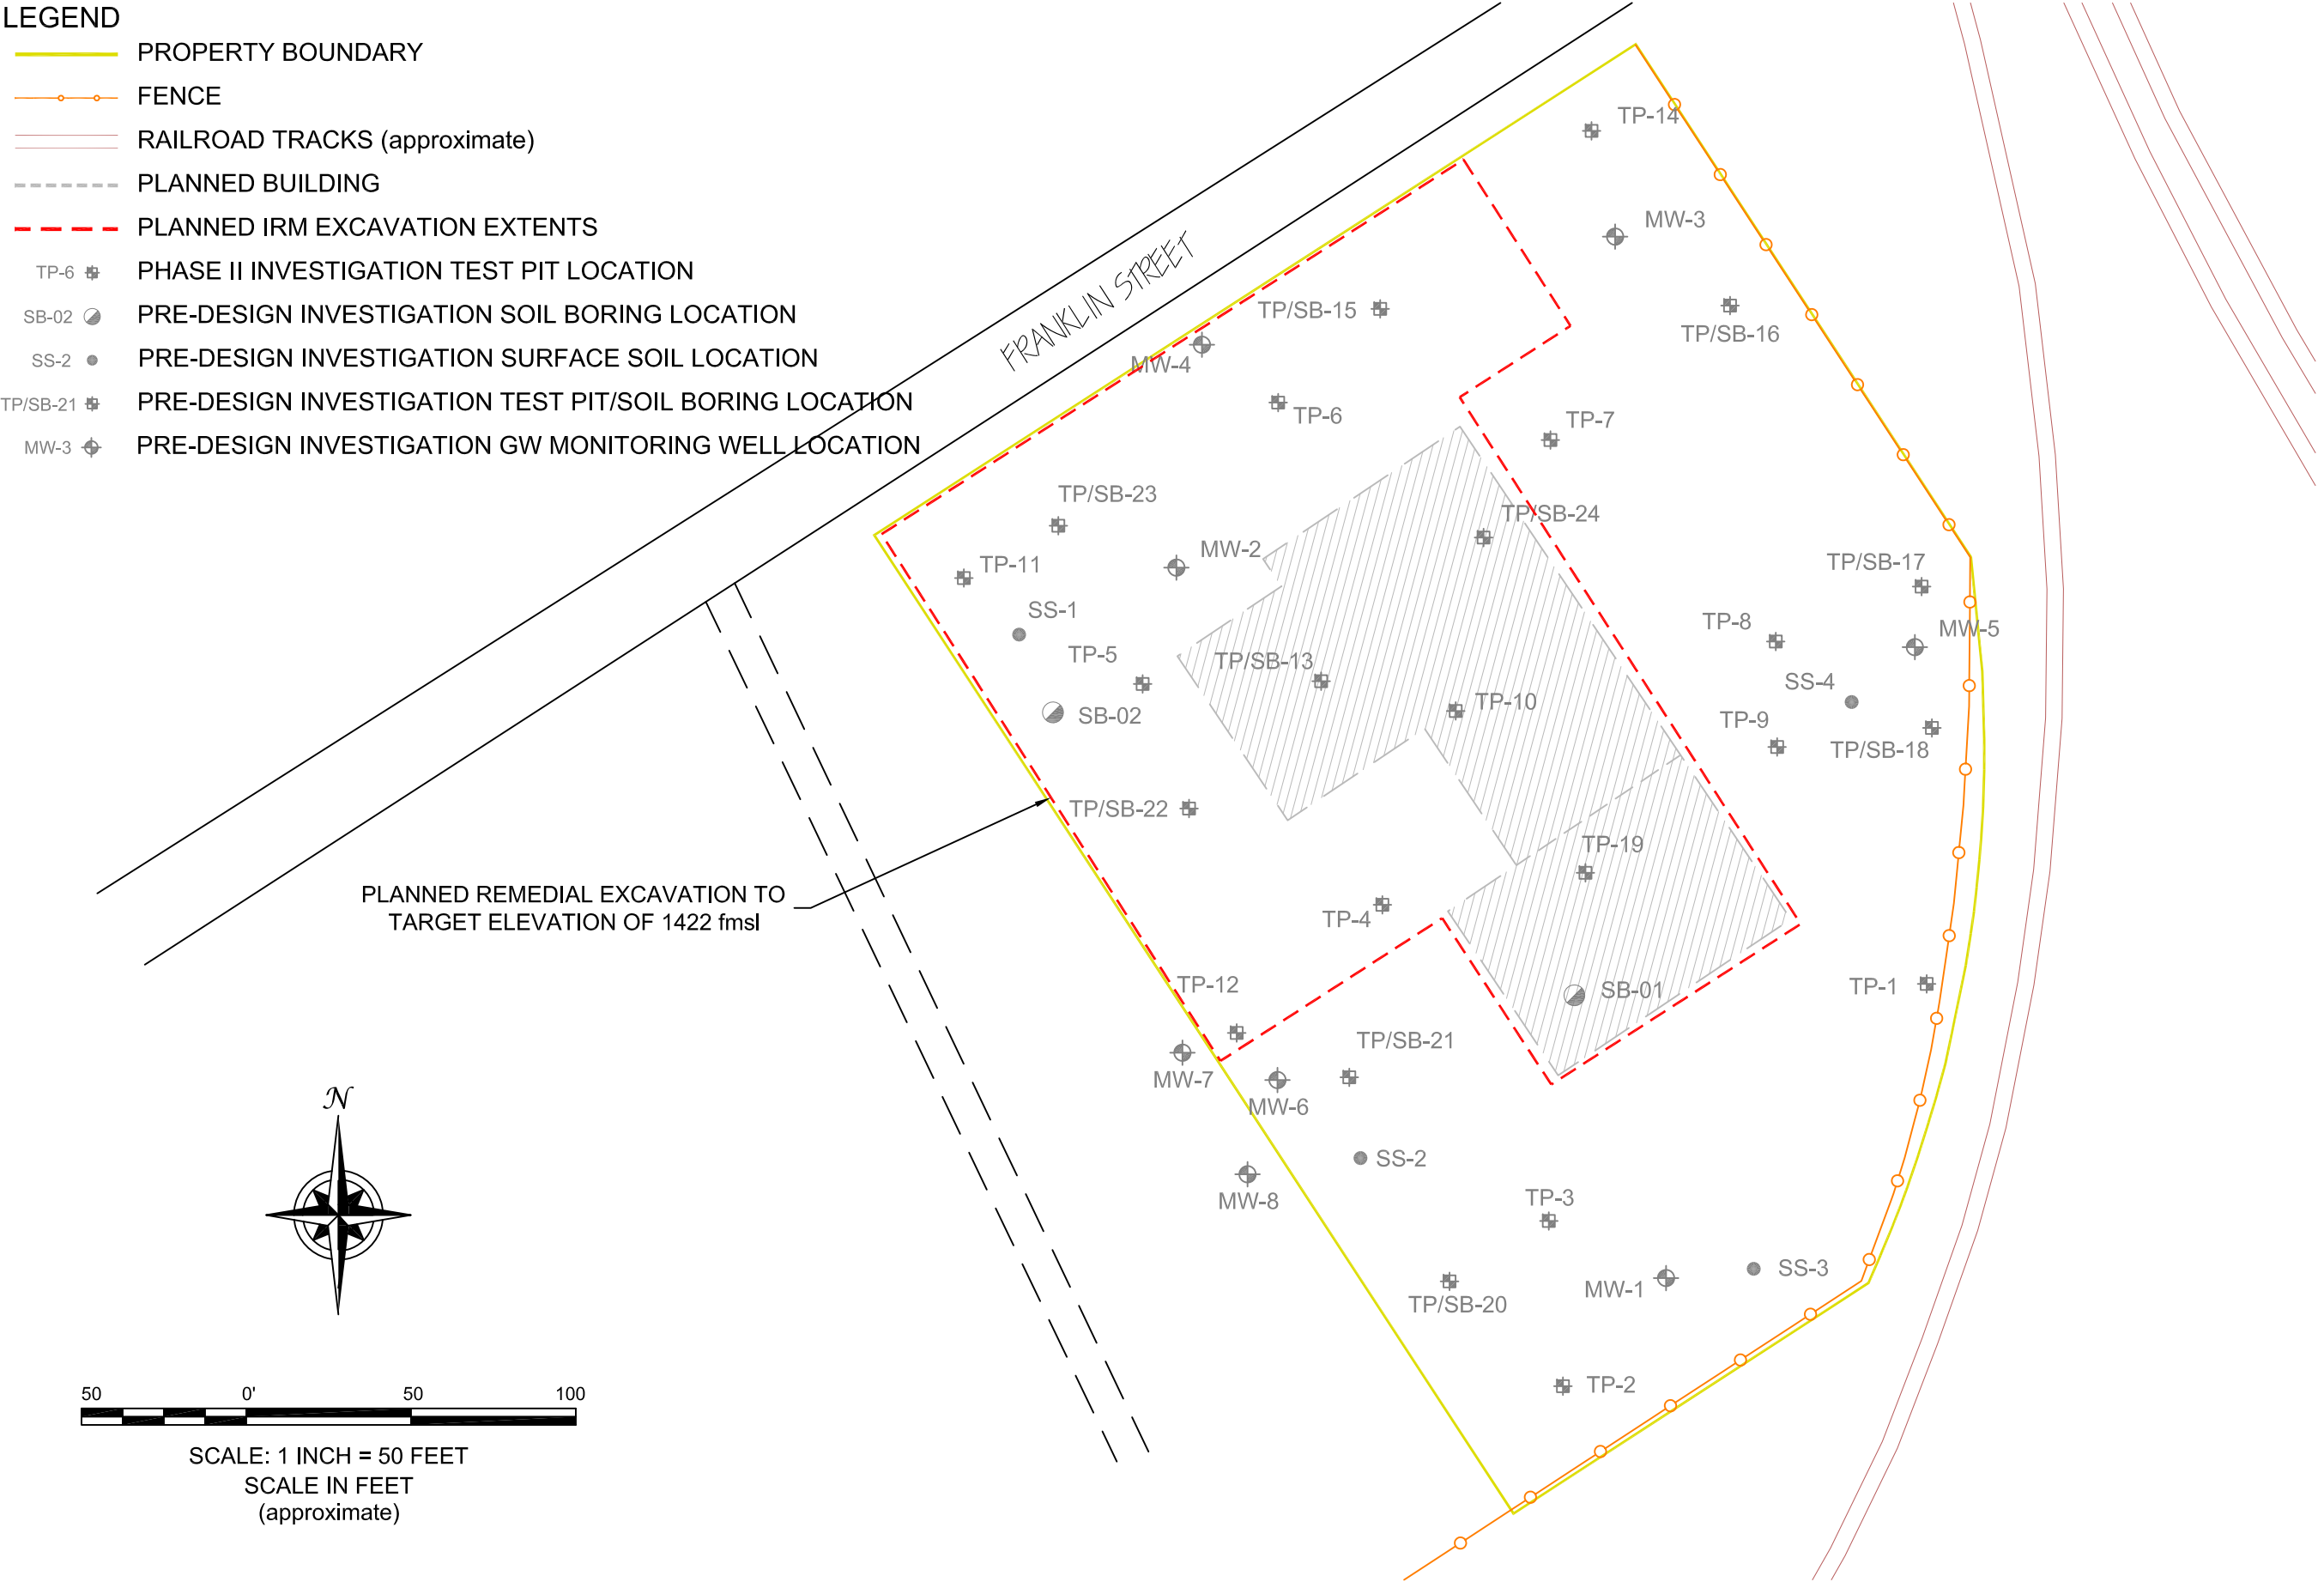 LEGEND
PROPERTY BOUNDARY
FENCE
RAILROAD TRACKS (approximate)
PLANNED BUILDING
PLANNED IRM EXCAVATION EXTENTS
TP-6 PHASE II INVESTIGATION TEST PIT LOCATION
SB-02 PRE-DESIGN INVESTIGATION SOIL BORING LOCATION
SS-2 PRE-DESIGN INVESTIGATION SURFACE SOIL LOCATION
TP/SB-21 PRE-DESIGN INVESTIGATION TEST PIT/SOIL BORING LOCATION
MW-3 PRE-DESIGN INVESTIGATION GW MONITORING WELL LOCATION
FRANKLIN STREET
TP-14
MW-3
TP/SB-15
TP/SB-16
MW-4
TP-6
TP-7
TP/SB-23
TP/SB-24
MW-2
TP-11
TP/SB-17
SS-1
TP-8
MW-5
TP-5
TP/SB-13
SS-4
TP-10
SB-02
TP-9
TP/SB-18
TP/SB-22
TP-19
PLANNED REMEDIAL EXCAVATION TO
TARGET ELEVATION OF 1422 fmsl
TP-4
TP-12
SB-01
TP-1
TP/SB-21
MW-7
MW-6
SS-2
MW-8
TP-3
SS-3
MW-1
TP/SB-20
TP-2
N
50 0' 50 100
SCALE: 1 INCH = 50 FEET
SCALE IN FEET
(approximate)